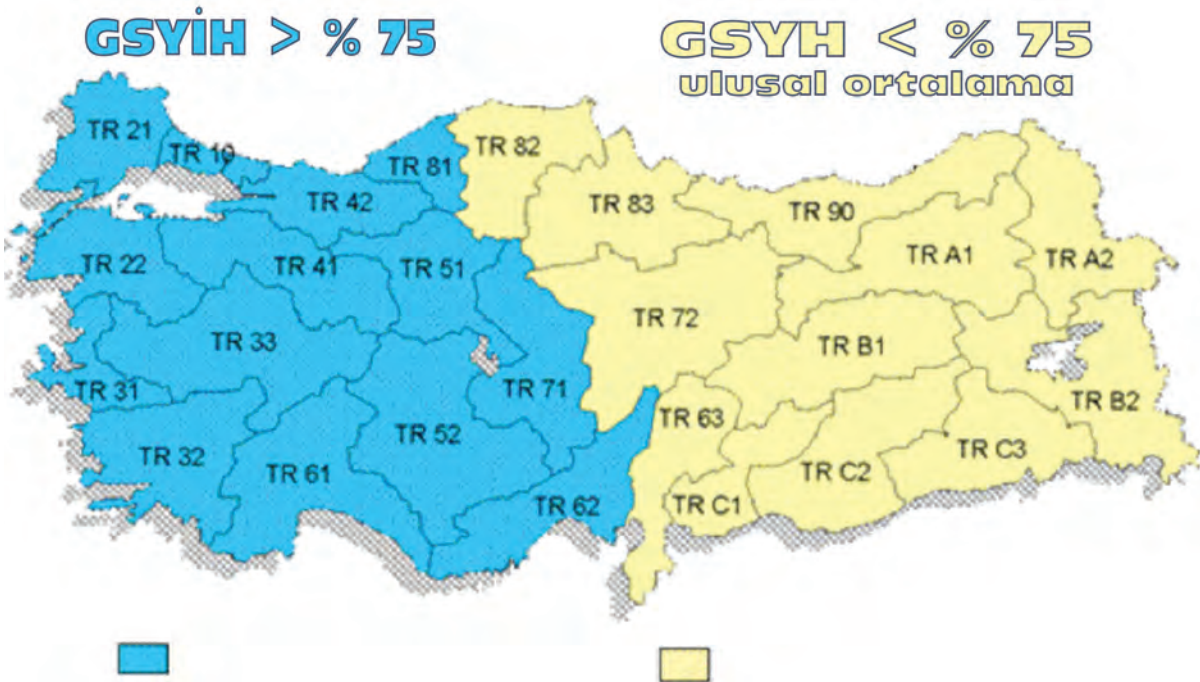 GSYİH > % 75
GSYH < % 75
ulusal ortalama
TR 21
TR 10
TR 81
TR 82
TR 42
TR 83
TR 90
TR 22
TR 41
TR 51
TR A1
TR A2
TR 33
TR 72
TR B1
TR 31
TR 71
TR 63
TR B2
TR 32
TR 52
TR 61
TR C2
TR C3
TR 62
TR C1